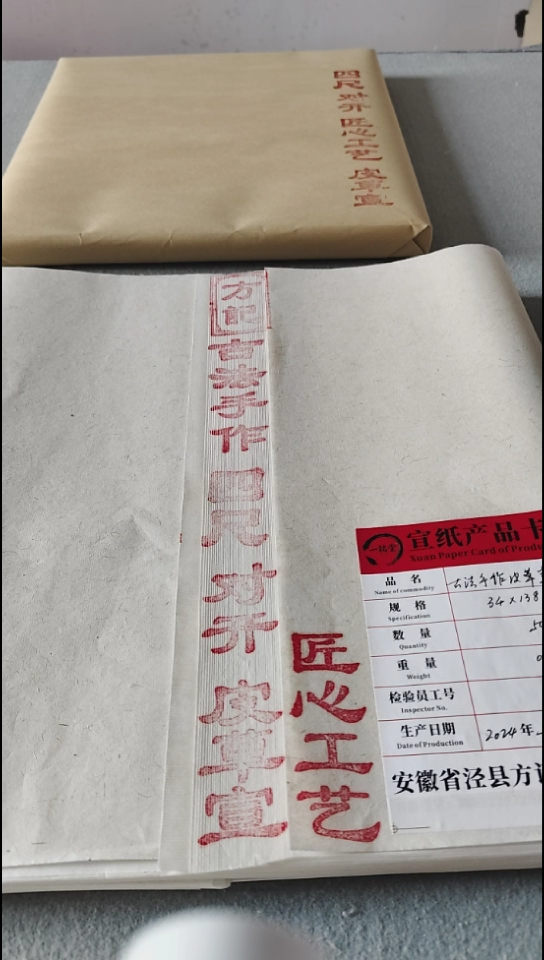 四尺 对开 匠心工艺 皮草宣
古法手作 四尺 对开 皮草宣
匠心工艺
一品宣
宣纸产品卡
Xuan Paper Card of Produ
品 名
Name of commodity
古法手作皮草
规 格
Specification
34×138
数 量
Quantity
50
重 量
Weight
检验员工号
Inspector No.
生产日期
Date of Production
2024年
安徽省泾县方